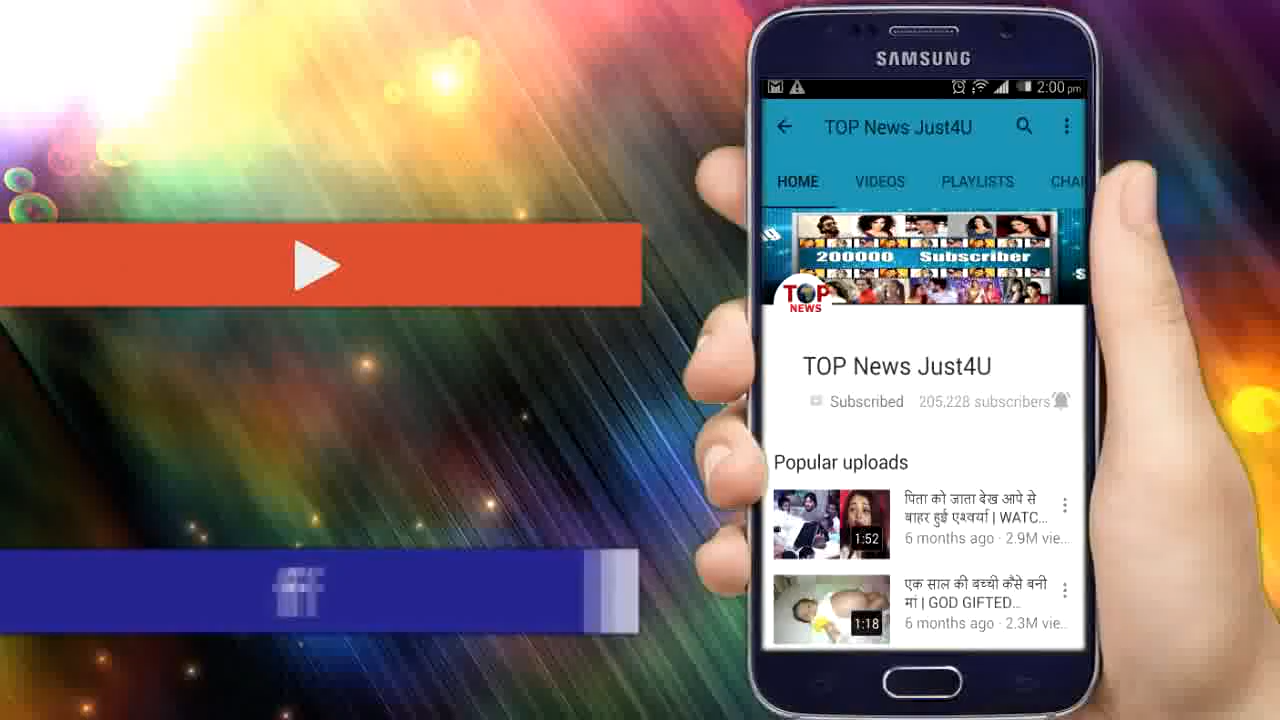 SAMSUNG
2:00 pm
TOP News Just4U
HOME VIDEOS PLAYLISTS CHA
200000 Subscriber
TOP
NEWS
TOP News Just4U
Subscribed 205,228 subscribers
Popular uploads
पिता को जाता देख आपे से
बाहर हुई एश्वर्या | WATC...
6 months ago · 2.9M vie...
1:52
एक साल की बच्ची कैसे बनी
मां | GOD GIFTED...
6 months ago · 2.3M vie...
1:18